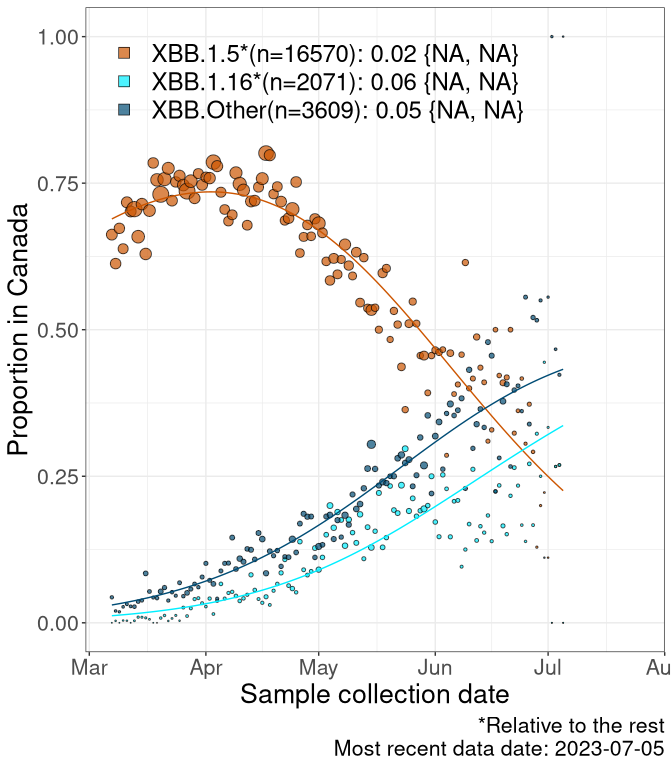 1.00
0.75
0.50
0.25
0.00
Proportion in Canada
XBB.1.5*(n=16570): 0.02 {NA, NA}
XBB.1.16*(n=2071): 0.06 {NA, NA}
XBB.Other(n=3609): 0.05 {NA, NA}
Mar Apr May Jun Jul Au
Sample collection date
*Relative to the rest
Most recent data date: 2023-07-05